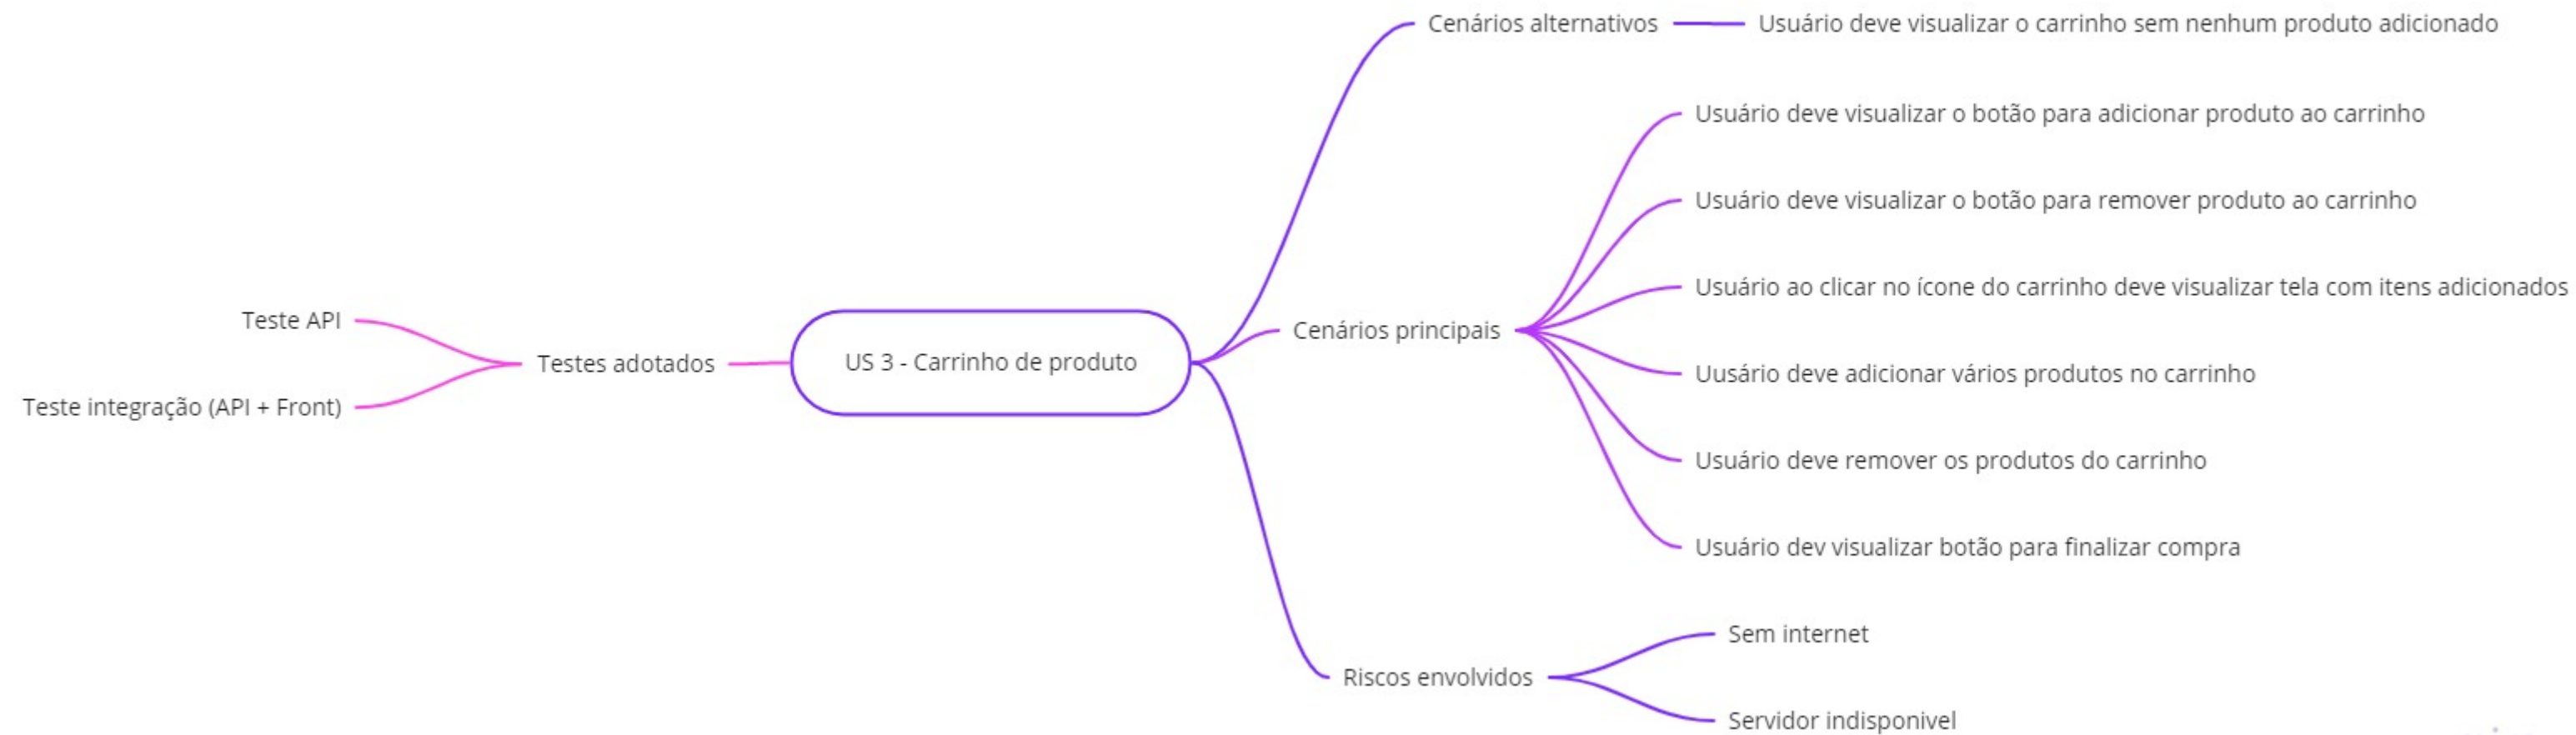 Cenários alternativos
Usuário deve visualizar o carrinho sem nenhum produto adicionado
Usuário deve visualizar o botão para adicionar produto ao carrinho
Usuário deve visualizar o botão para remover produto ao carrinho
Usuário ao clicar no ícone do carrinho deve visualizar tela com itens adicionados
Cenários principais
Uusário deve adicionar vários produtos no carrinho
Usuário deve remover os produtos do carrinho
Usuário dev visualizar botão para finalizar compra
Teste API
Testes adotados
US 3 - Carrinho de produto
Teste integração (API + Front)
Sem internet
Riscos envolvidos
Servidor indisponivel